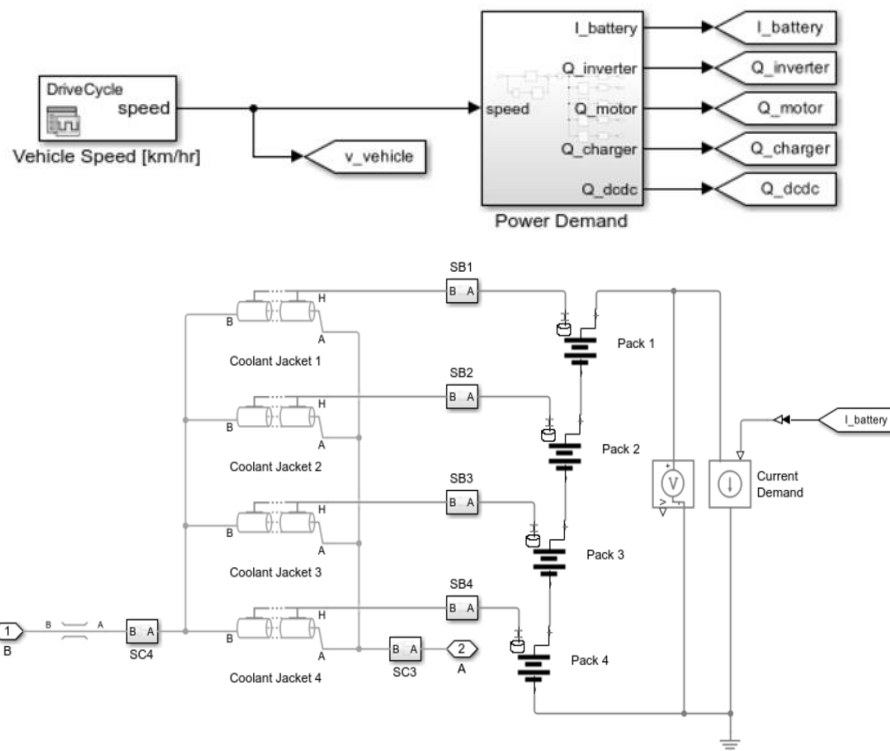 DriveCycle
speed
Vehicle Speed [km/hr]
v_vehicle
speed
I_battery
Q_inverter
Q_motor
Q_charger
Q_dcdc
Power Demand
I_battery
Q_inverter
Q_motor
Q_charger
Q_dcdc
SB1
B A
H
B
A
Coolant Jacket 1
Pack 1
SB2
B A
H
B
A
Coolant Jacket 2
Pack 2
I_battery
SB3
B A
H
B
A
Coolant Jacket 3
Pack 3
+
V
V
Current
Demand
SB4
B A
H
B
A
Coolant Jacket 4
Pack 4
1
B
B A
B A
SC4
B A
SC3
2
A